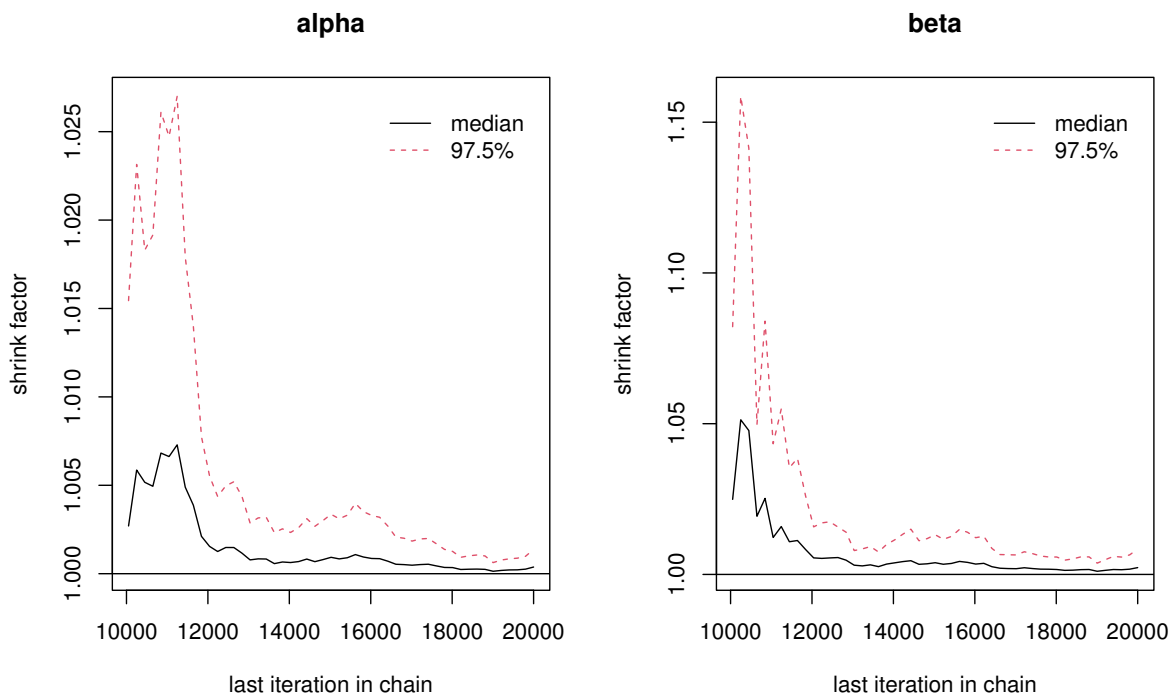 alpha
shrink factor
1.025
1.020
1.015
1.010
1.005
1.000
median
97.5%
10000 12000 14000 16000 18000 20000
last iteration in chain
beta
shrink factor
1.15
1.10
1.05
1.00
median
97.5%
10000 12000 14000 16000 18000 20000
last iteration in chain